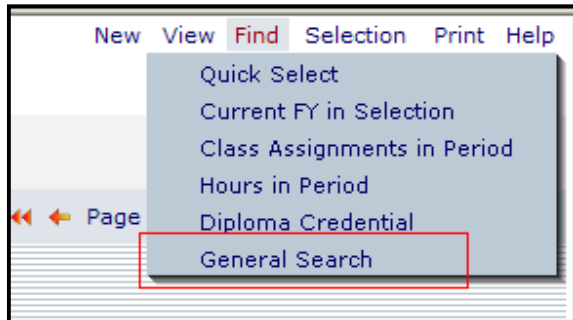 New View Find Selection Print Help
Quick Select
Current FY in Selection
Class Assignments in Period
Hours in Period
Page
Diploma Credential
General Search